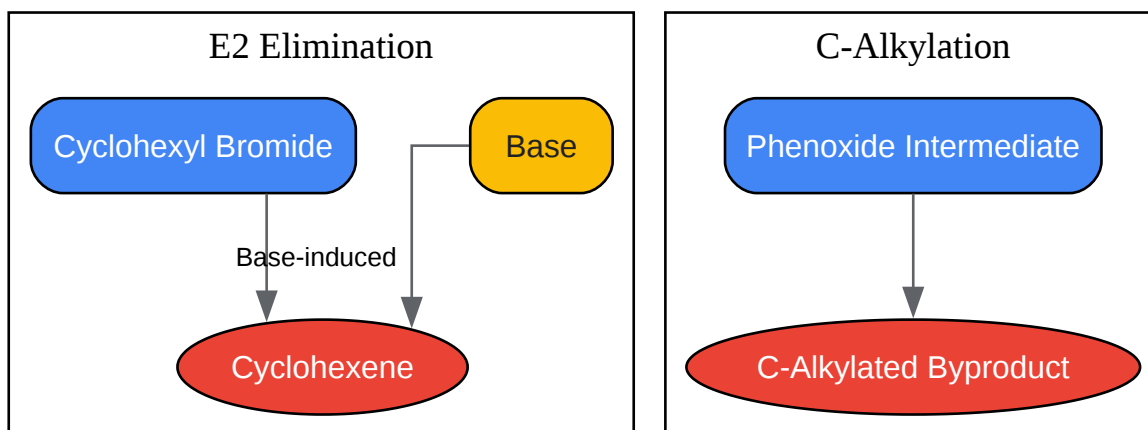 E2 Elimination
Cyclohexyl Bromide
Base
Base-induced
Cyclohexene
C-Alkylation
Phenoxide Intermediate
C-Alkylated Byproduct